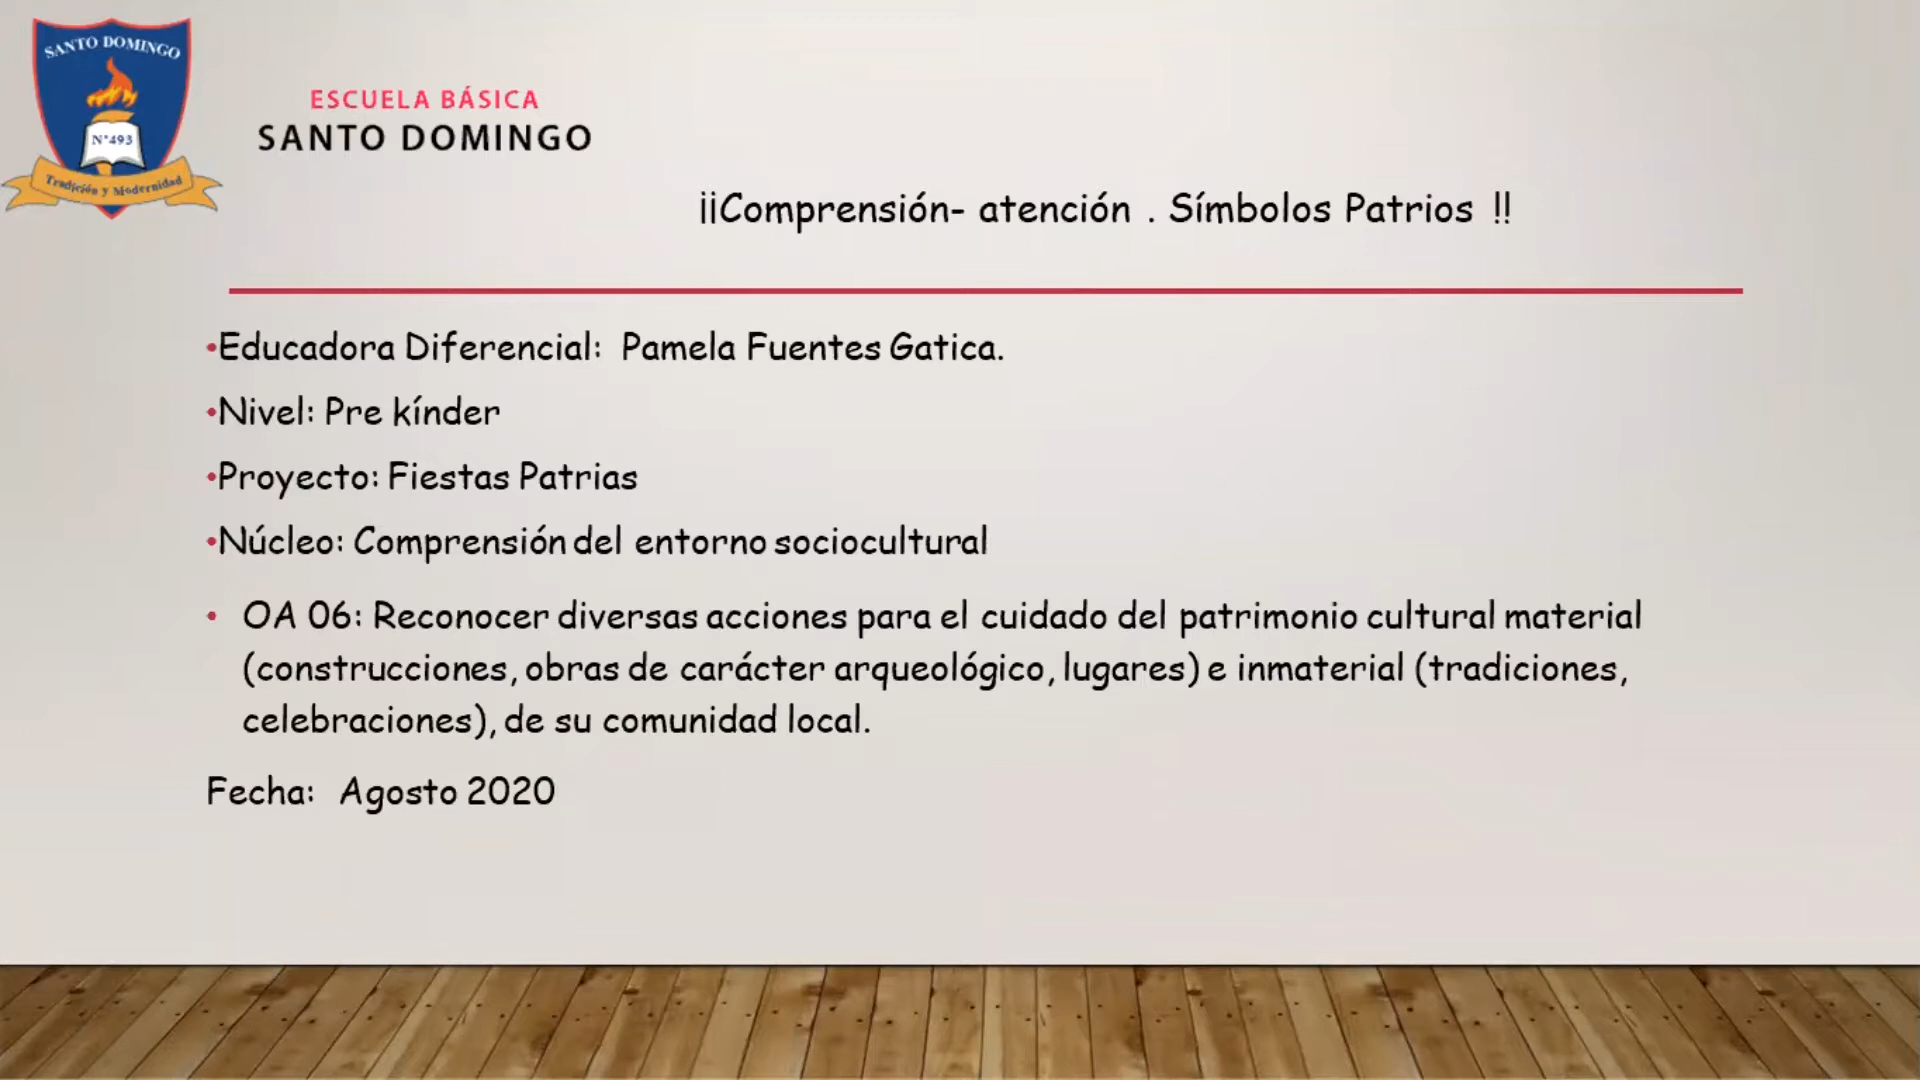 SANTO DOMINGO
N°493
Tradición y Modernidad
ESCUELA BÁSICA
SANTO DOMINGO
¡¡Comprensión- atención . Símbolos Patrios !!
•Educadora Diferencial: Pamela Fuentes Gatica.
•Nivel: Pre kínder
•Proyecto: Fiestas Patrias
•Núcleo: Comprensión del entorno sociocultural
• OA 06: Reconocer diversas acciones para el cuidado del patrimonio cultural material
(construcciones, obras de carácter arqueológico, lugares) e inmaterial (tradiciones,
celebraciones), de su comunidad local.
Fecha: Agosto 2020